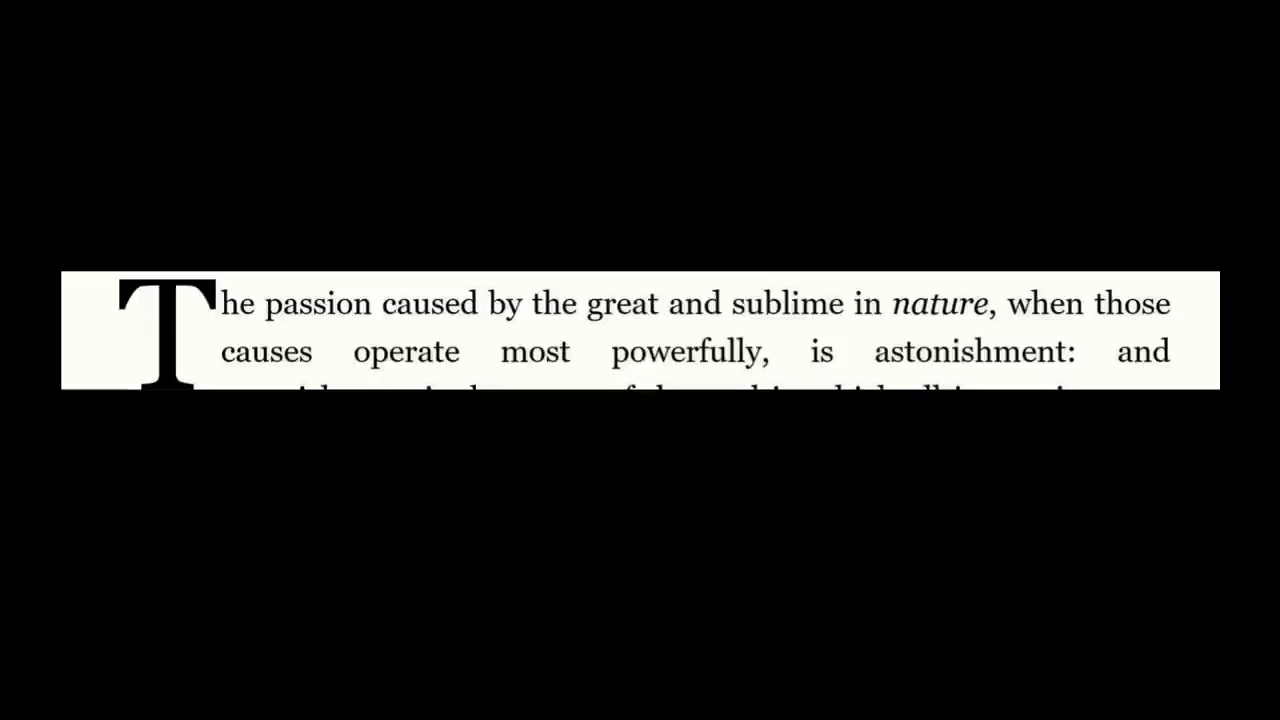 The passion caused by the great and sublime in nature, when those
causes operate most powerfully, is astonishment: and